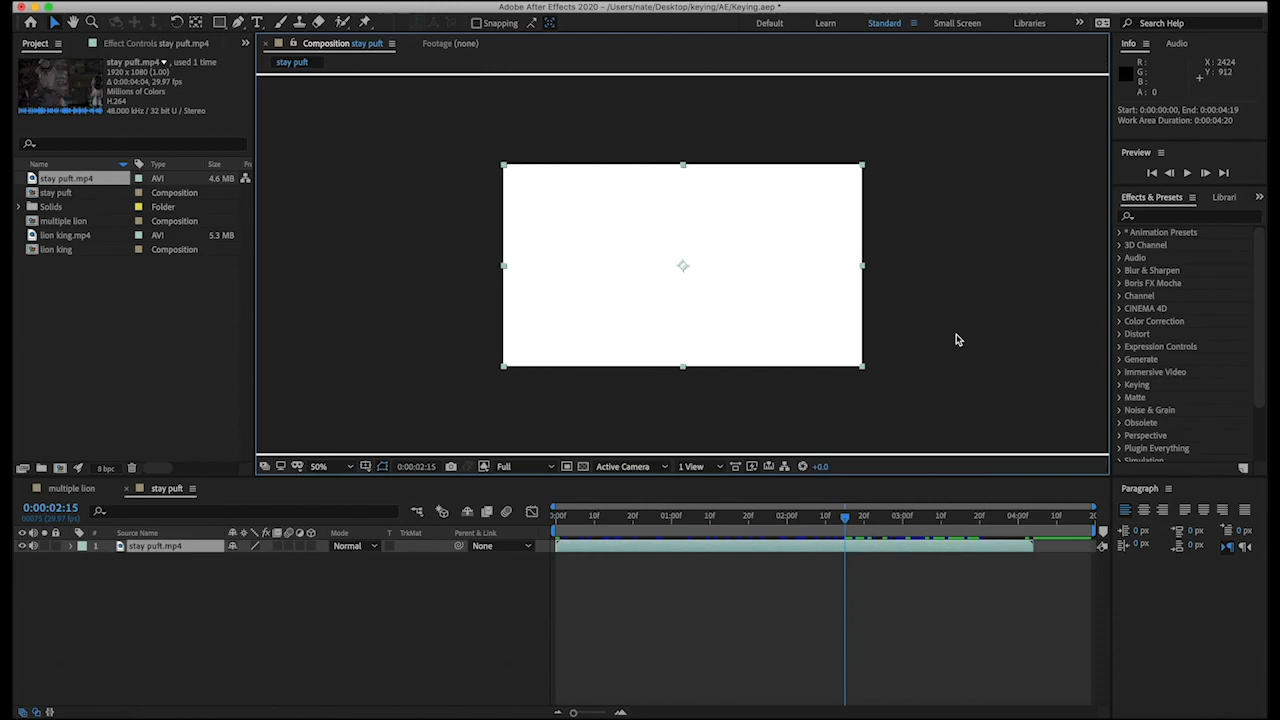 Adobe After Effects 2020 - /Users/nate/Desktop/keying/AE/Keying.aep *
Snapping
Default
Learn
Standard
Small Screen
Libraries
Search Help
Project
Effect Controls stay puft.mp4
Composition stay puft
Footage (none)
Info
Audio
stay puft.mp4 , used 1 time
1920 x 1080 (1.00)
Δ 0:00:04:04, 29.97 fps
Millions of Colors
H.264
48.000 kHz / 32 bit U / Stereo
stay puft
R :
G :
B :
A : 0
X : 2424
Y : 912
Start: 0:00:00:00, End: 0:00:04:19
Work Area Duration: 0:00:04:20
Preview
Name
Type
Size
Fr
stay puft.mp4 AVI 4.6 MB
stay puft Composition
Solids Folder
multiple lion Composition
lion king.mp4 AVI 5.3 MB
lion king Composition
Effects & Presets
Librari
* Animation Presets
3D Channel
Audio
Blur & Sharpen
Boris FX Mocha
Channel
CINEMA 4D
Color Correction
Distort
Expression Controls
Generate
Immersive Video
Keying
Matte
Noise & Grain
Obsolete
Perspective
Plugin Everything
Simulation
8 bpc
50%
0:00:02:15
Full
Active Camera
1 View
+0.0
multiple lion
stay puft
Paragraph
0:00:02:15
00075 (29.97 fps)
# Source Name
Mode
T TrkMat
Parent & Link
1 stay puft.mp4
Normal
None
0:00f 10f 20f 01:00f 10f 20f 02:00f 10f 20f 03:00f 10f 20f 04:00f 10f 20
0 px 0 px 0 px
0 px 0 px